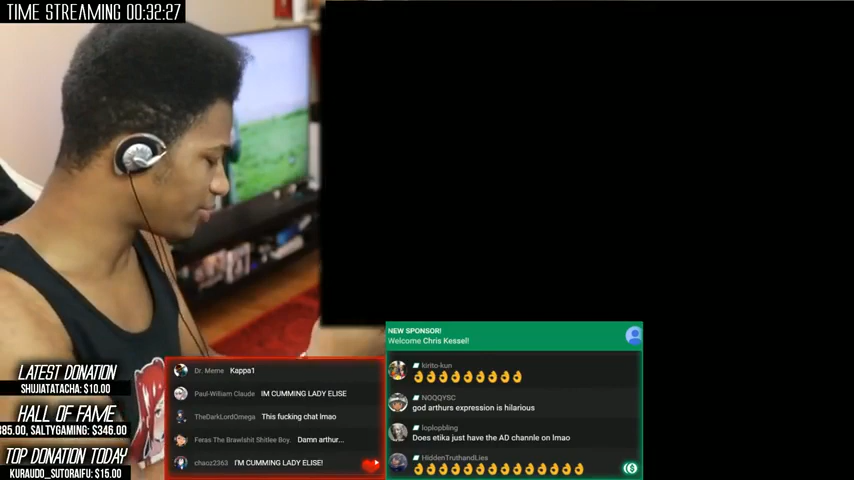 TIME STREAMING 00:32:27
NEW SPONSOR!
Welcome Chris Kessel!
Dr. Meme Kappa1
Paul-William Claude IM CUMMING LADY ELISE
TheDarkLordOmega This fucking chat lmao
Feras The Brawlshit Shitlee Boy. Damn arthur...
chaoz2363 I'M CUMMING LADY ELISE!
kirito-kun
👌👌👌👌👌👌👌👌👌
NOQQYSC
god arthurs expression is hilarious
loplopbling
Does etika just have the AD channle on lmao
HiddenTruthandLies
👌👌👌👌👌👌👌👌👌👌👌👌👌👌
LATEST DONATION
SHUJIATATACHA: $10.00
HALL OF FAME
385.00, SALTYGAMING: $346.00
TOP DONATION TODAY
KURAUDO_SUTORAIFU: $15.00